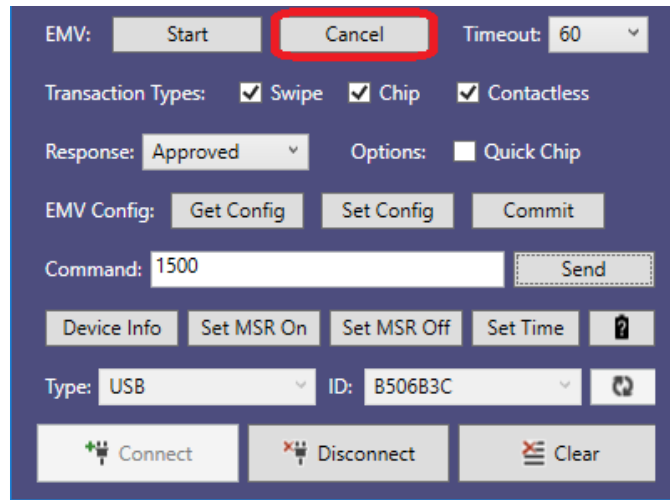 EMV: Start Cancel Timeout: 60
Transaction Types: Swipe Chip Contactless
Response: Approved Options: Quick Chip
EMV Config: Get Config Set Config Commit
Command: 1500 Send
Device Info Set MSR On Set MSR Off Set Time ?
Type: USB ID: B506B3C
Connect Disconnect Clear